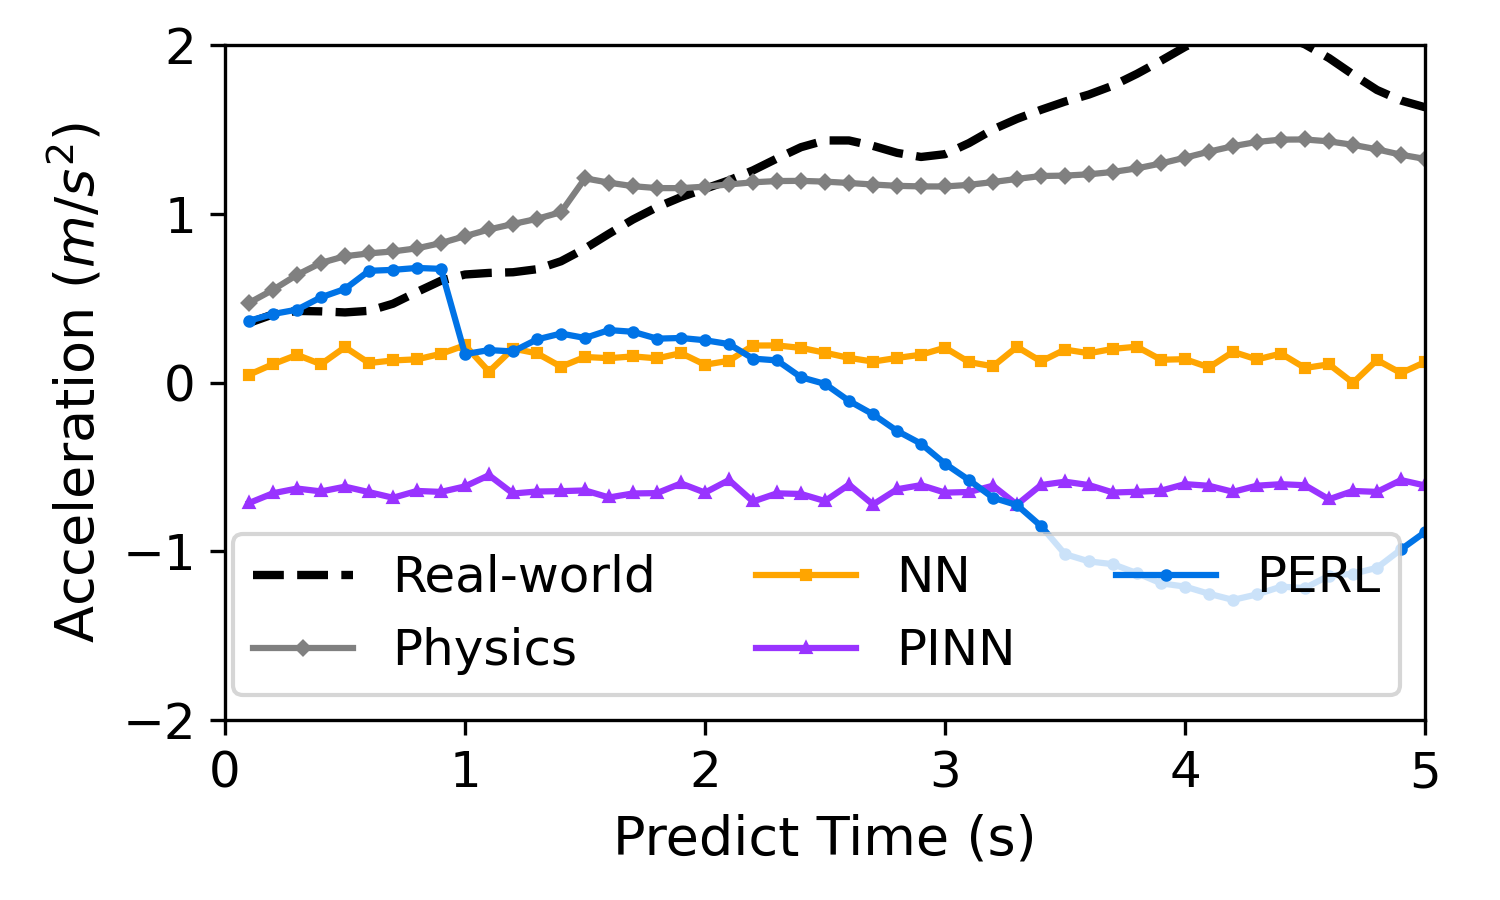 2
1
0
−1
−2
Acceleration (m/s²)
Real-world
Physics
NN
PINN
PERL
0 1 2 3 4 5
Predict Time (s)